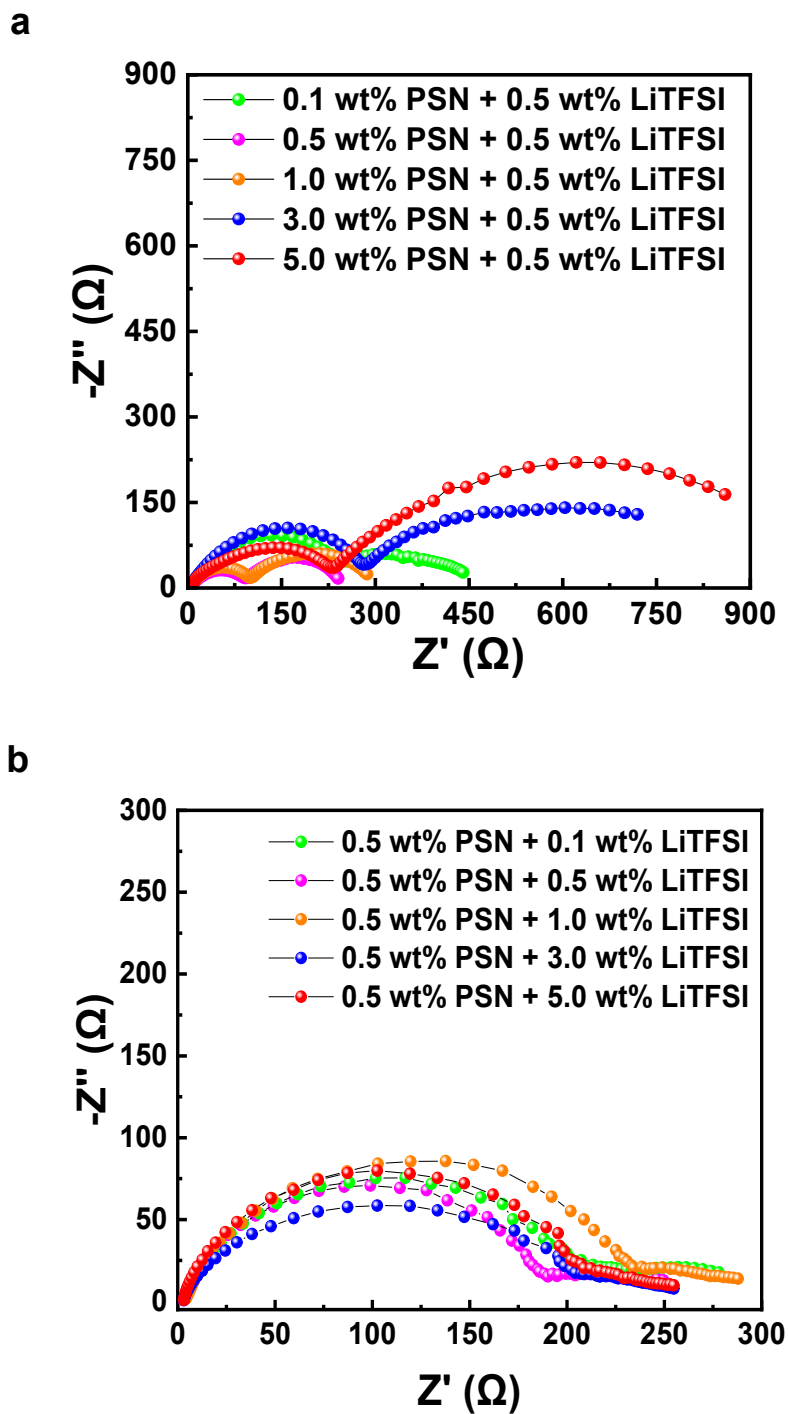 a
900
750
600
450
300
150
0
-Z'' (Ω)
0.1 wt% PSN + 0.5 wt% LiTFSI
0.5 wt% PSN + 0.5 wt% LiTFSI
1.0 wt% PSN + 0.5 wt% LiTFSI
3.0 wt% PSN + 0.5 wt% LiTFSI
5.0 wt% PSN + 0.5 wt% LiTFSI
0 150 300 450 600 750 900
Z' (Ω)
b
300
250
200
150
100
50
0
-Z'' (Ω)
0.5 wt% PSN + 0.1 wt% LiTFSI
0.5 wt% PSN + 0.5 wt% LiTFSI
0.5 wt% PSN + 1.0 wt% LiTFSI
0.5 wt% PSN + 3.0 wt% LiTFSI
0.5 wt% PSN + 5.0 wt% LiTFSI
0 50 100 150 200 250 300
Z' (Ω)